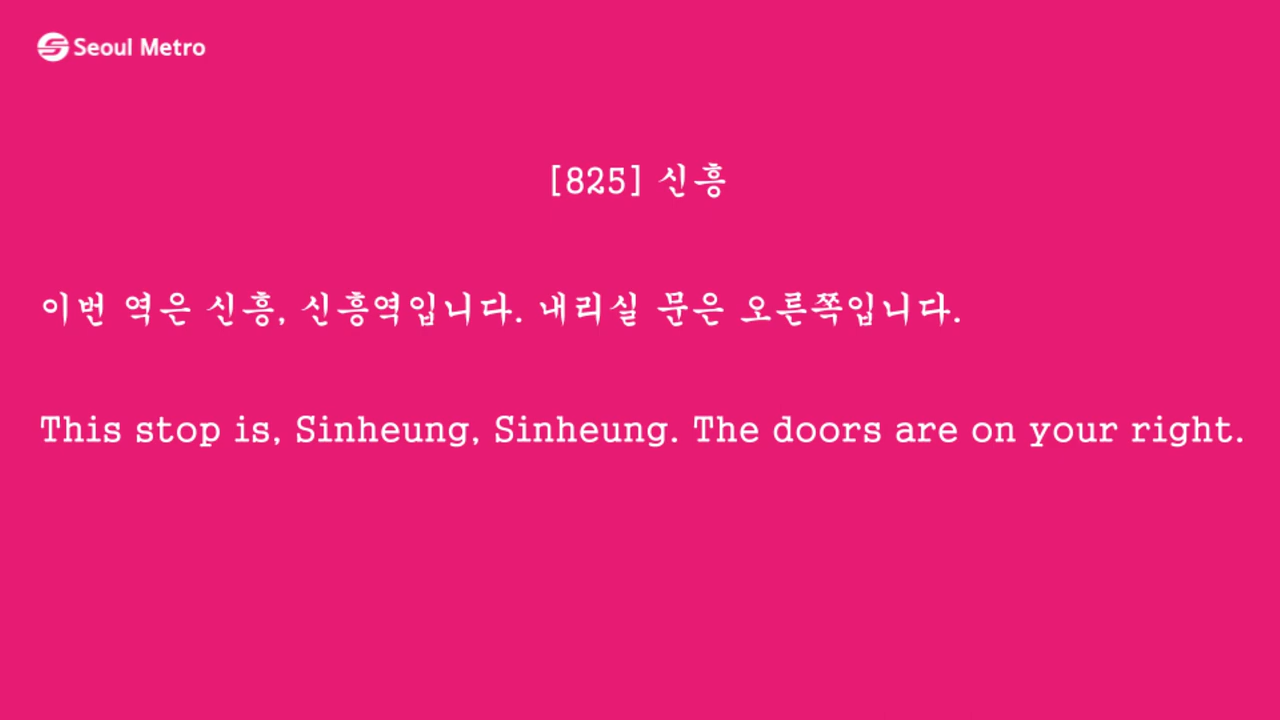 Seoul Metro
[825] 신흥
이번 역은 신흥, 신흥역입니다. 내리실 문은 오른쪽입니다.
This stop is, Sinheung, Sinheung. The doors are on your right.